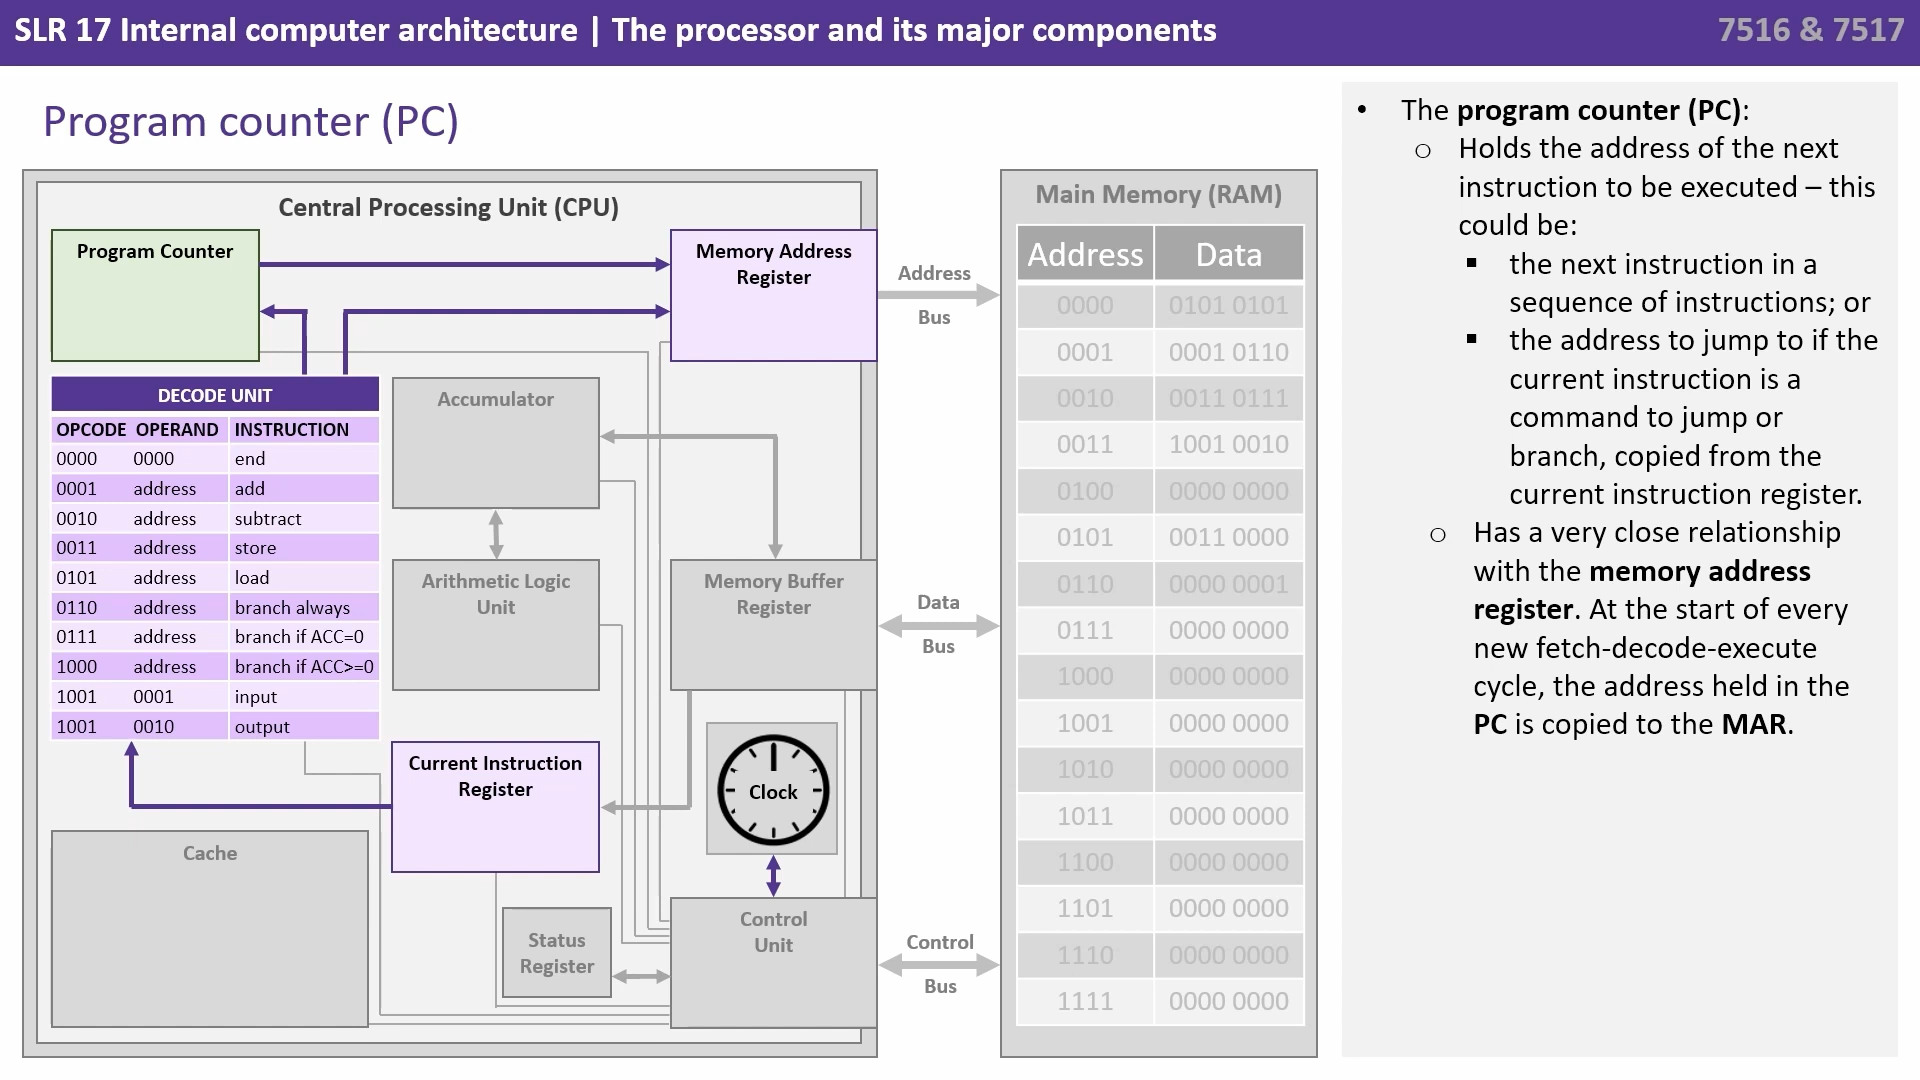 SLR 17 Internal computer architecture | The processor and its major components
7516 & 7517
Program counter (PC)
Central Processing Unit (CPU)
Program Counter
Memory Address
Register
DECODE UNIT
OPCODE OPERAND INSTRUCTION
0000 0000 end
0001 address add
0010 address subtract
0011 address store
0101 address load
0110 address branch always
0111 address branch if ACC=0
1000 address branch if ACC>=0
1001 0001 input
1001 0010 output
Accumulator
Arithmetic Logic
Unit
Memory Buffer
Register
Current Instruction
Register
Clock
Cache
Status
Register
Control
Unit
Address
Bus
Data
Bus
Control
Bus
Main Memory (RAM)
Address Data
0000 0101 0101
0001 0001 0110
0010 0011 0111
0011 1001 0010
0100 0000 0000
0101 0011 0000
0110 0000 0001
0111 0000 0000
1000 0000 0000
1001 0000 0000
1010 0000 0000
1011 0000 0000
1100 0000 0000
1101 0000 0000
1110 0000 0000
1111 0000 0000
• The program counter (PC):
o Holds the address of the next
instruction to be executed – this
could be:
▪ the next instruction in a
sequence of instructions; or
▪ the address to jump to if the
current instruction is a
command to jump or
branch, copied from the
current instruction register.
o Has a very close relationship
with the memory address
register. At the start of every
new fetch-decode-execute
cycle, the address held in the
PC is copied to the MAR.